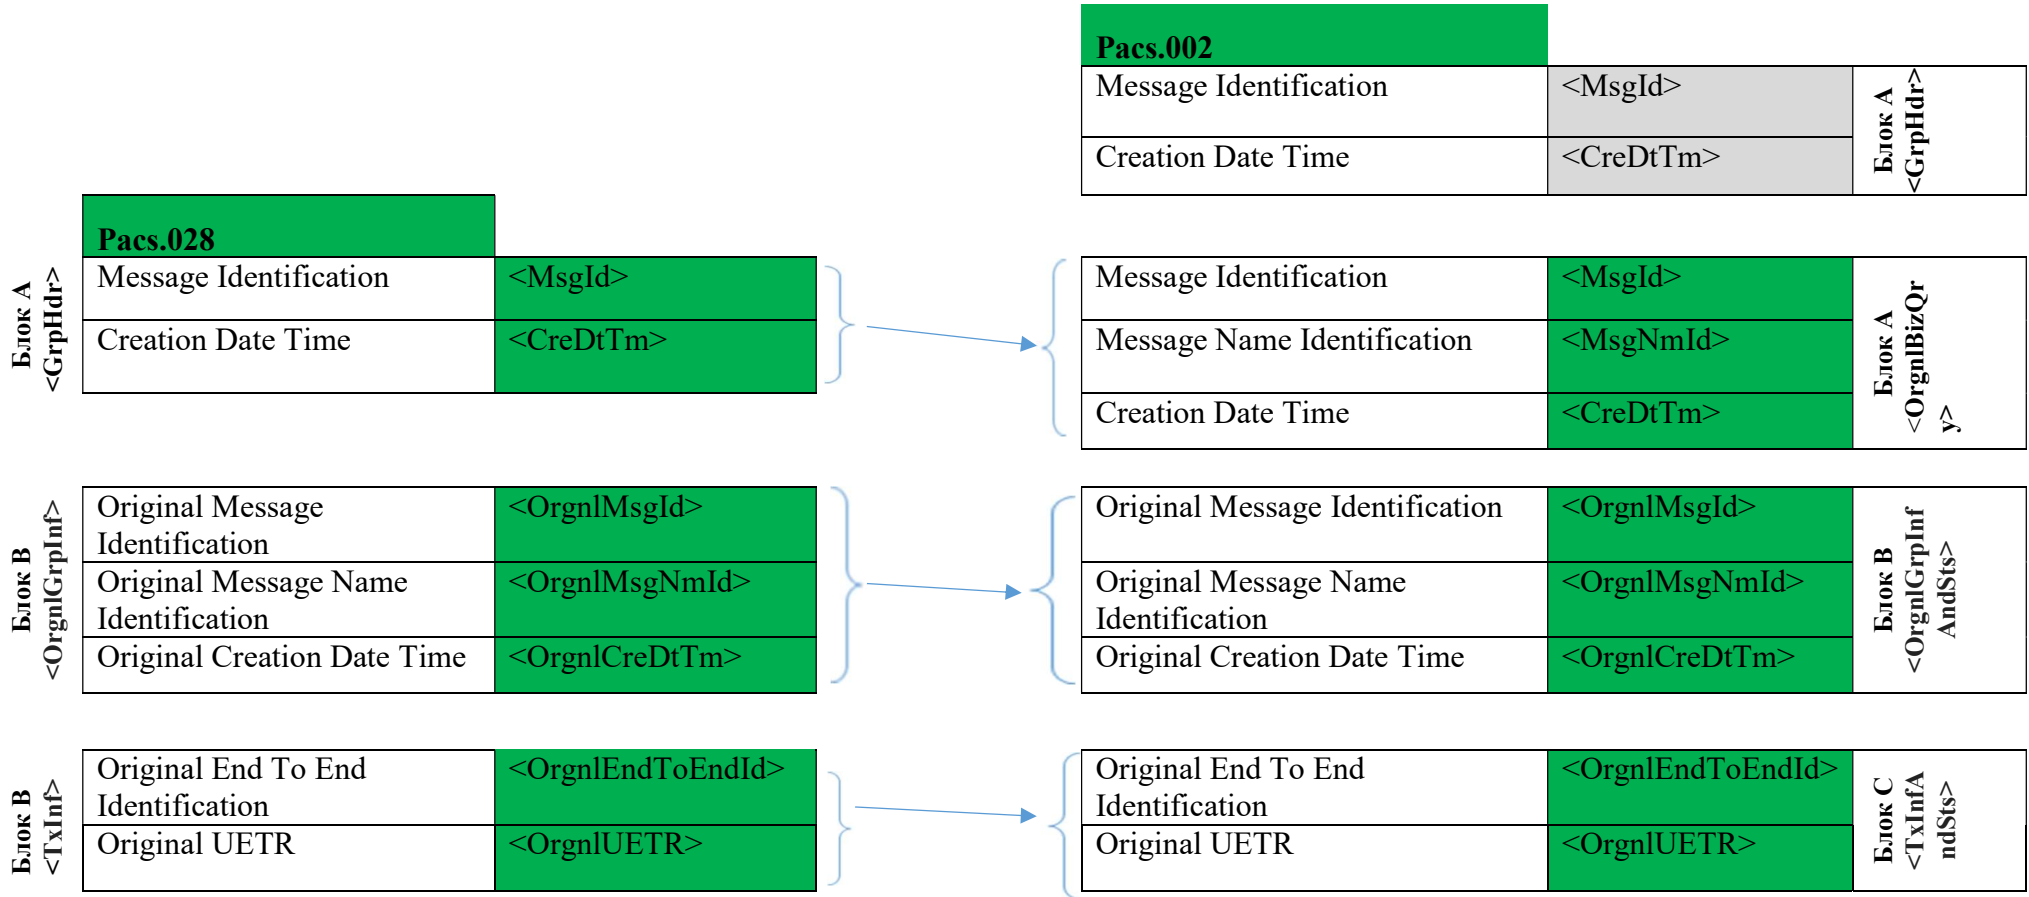 Pacs.002
Message Identification <MsgId>
Creation Date Time <CreDtTm>
Блок А
<GrpHdr>
Pacs.028
Блок А
<GrpHdr>
Message Identification <MsgId>
Creation Date Time <CreDtTm>
Message Identification <MsgId>
Message Name Identification <MsgNmId>
Creation Date Time <CreDtTm>
Блок А
<OrgnlBizQr
y>
Блок В
<OrgnlGrpInf>
Original Message <OrgnlMsgId>
Identification
Original Message Name <OrgnlMsgNmId>
Identification
Original Creation Date Time <OrgnlCreDtTm>
Original Message Identification <OrgnlMsgId>
Original Message Name <OrgnlMsgNmId>
Identification
Original Creation Date Time <OrgnlCreDtTm>
Блок В
<OrgnlGrpInf
AndSts>
Блок В
<TxInf>
Original End To End <OrgnlEndToEndId>
Identification
Original UETR <OrgnlUETR>
Original End To End <OrgnlEndToEndId>
Identification
Original UETR <OrgnlUETR>
Блок С
<TxInfA
ndSts>